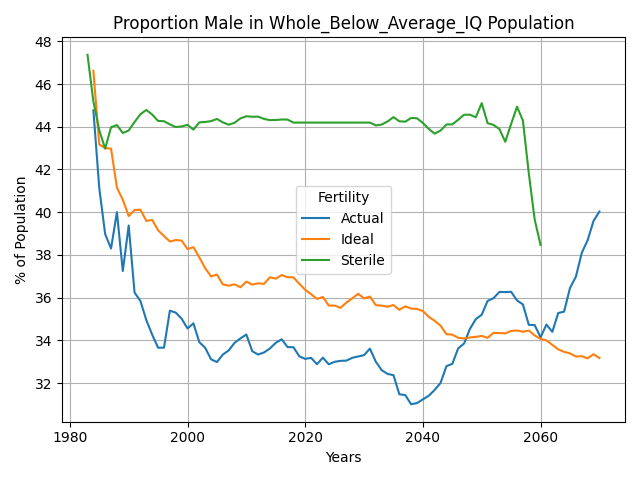 Proportion Male in Whole_Below_Average_IQ Population
% of Population
48
46
44
42
40
38
36
34
32
Fertility
Actual
Ideal
Sterile
1980
2000
2020
2040
2060
Years